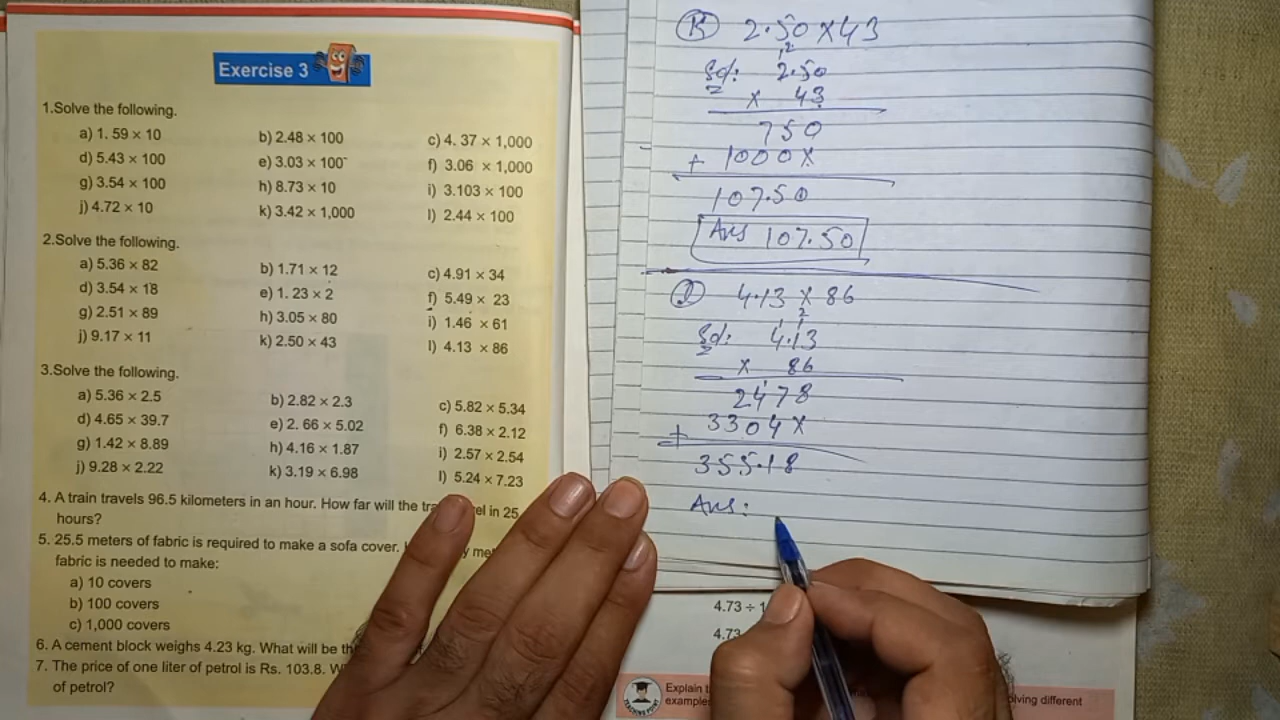 Exercise 3
1.Solve the following.
a) 1. 59 × 10 b) 2.48 × 100 c) 4. 37 × 1,000
d) 5.43 × 100 e) 3.03 × 100 f) 3.06 × 1,000
g) 3.54 × 100 h) 8.73 × 10 i) 3.103 × 100
j) 4.72 × 10 k) 3.42 × 1,000 l) 2.44 × 100
2.Solve the following.
a) 5.36 × 82 b) 1.71 × 12 c) 4.91 × 34
d) 3.54 × 18 e) 1. 23 × 2 f) 5.49 × 23
g) 2.51 × 89 h) 3.05 × 80 i) 1.46 × 61
j) 9.17 × 11 k) 2.50 × 43 l) 4.13 × 86
3.Solve the following.
a) 5.36 × 2.5 b) 2.82 × 2.3 c) 5.82 × 5.34
d) 4.65 × 39.7 e) 2. 66 × 5.02 f) 6.38 × 2.12
g) 1.42 × 8.89 h) 4.16 × 1.87 i) 2.57 × 2.54
j) 9.28 × 2.22 k) 3.19 × 6.98 l) 5.24 × 7.23
4. A train travels 96.5 kilometers in an hour. How far will the el in 25
hours?
5. 25.5 meters of fabric is required to make a sofa cover.
fabric is needed to make:
a) 10 covers
b) 100 covers
c) 1,000 covers
6. A cement block weighs 4.23 kg. What will be
7. The price of one liter of petrol is Rs. 103.8.
of petrol?
2.50 × 43
1 2
Sol: 2.50
× 43
750
+ 1000×
107.50
Ans 107.50
4.13 × 86
2
1 1
Sol: 4.13
× 86
1
2478
+ 3304×
355.18
Ans:
4.73 ÷ 1
4.73
TEACHING POINT
Explain
example
olving different